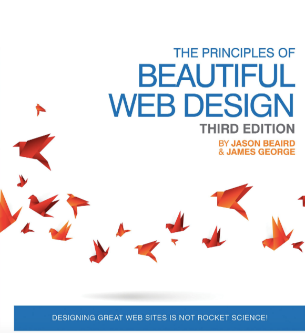 THE PRINCIPLES OF
BEAUTIFUL
WEB DESIGN
THIRD EDITION
BY JASON BEAIRD
& JAMES GEORGE
DESIGNING GREAT WEB SITES IS NOT ROCKET SCIENCE!